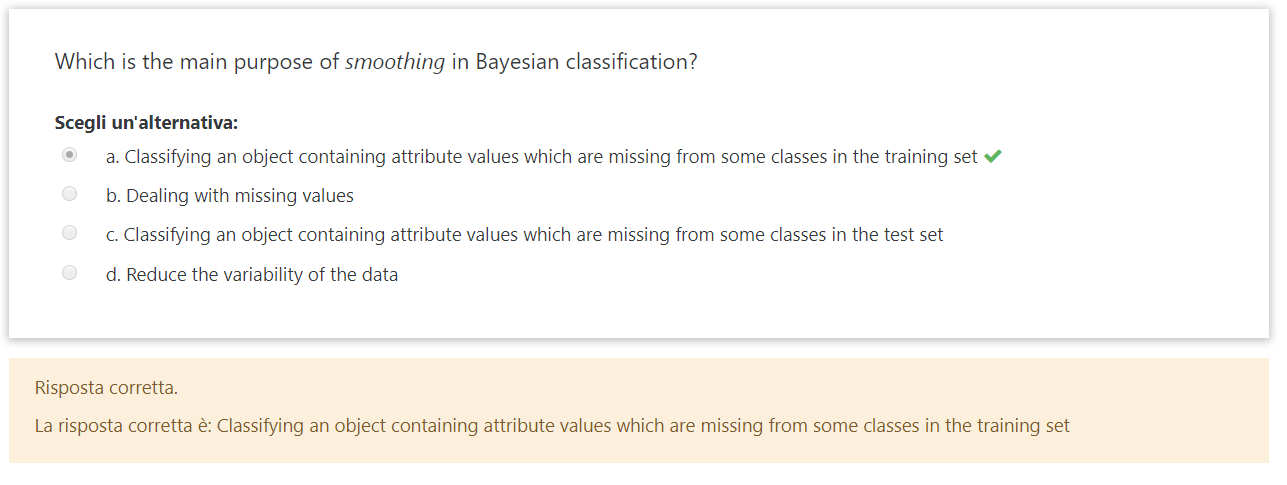 Which is the main purpose of smoothing in Bayesian classification?
Scegli un'alternativa:
a. Classifying an object containing attribute values which are missing from some classes in the training set
b. Dealing with missing values
c. Classifying an object containing attribute values which are missing from some classes in the test set
d. Reduce the variability of the data
Risposta corretta.
La risposta corretta è: Classifying an object containing attribute values which are missing from some classes in the training set